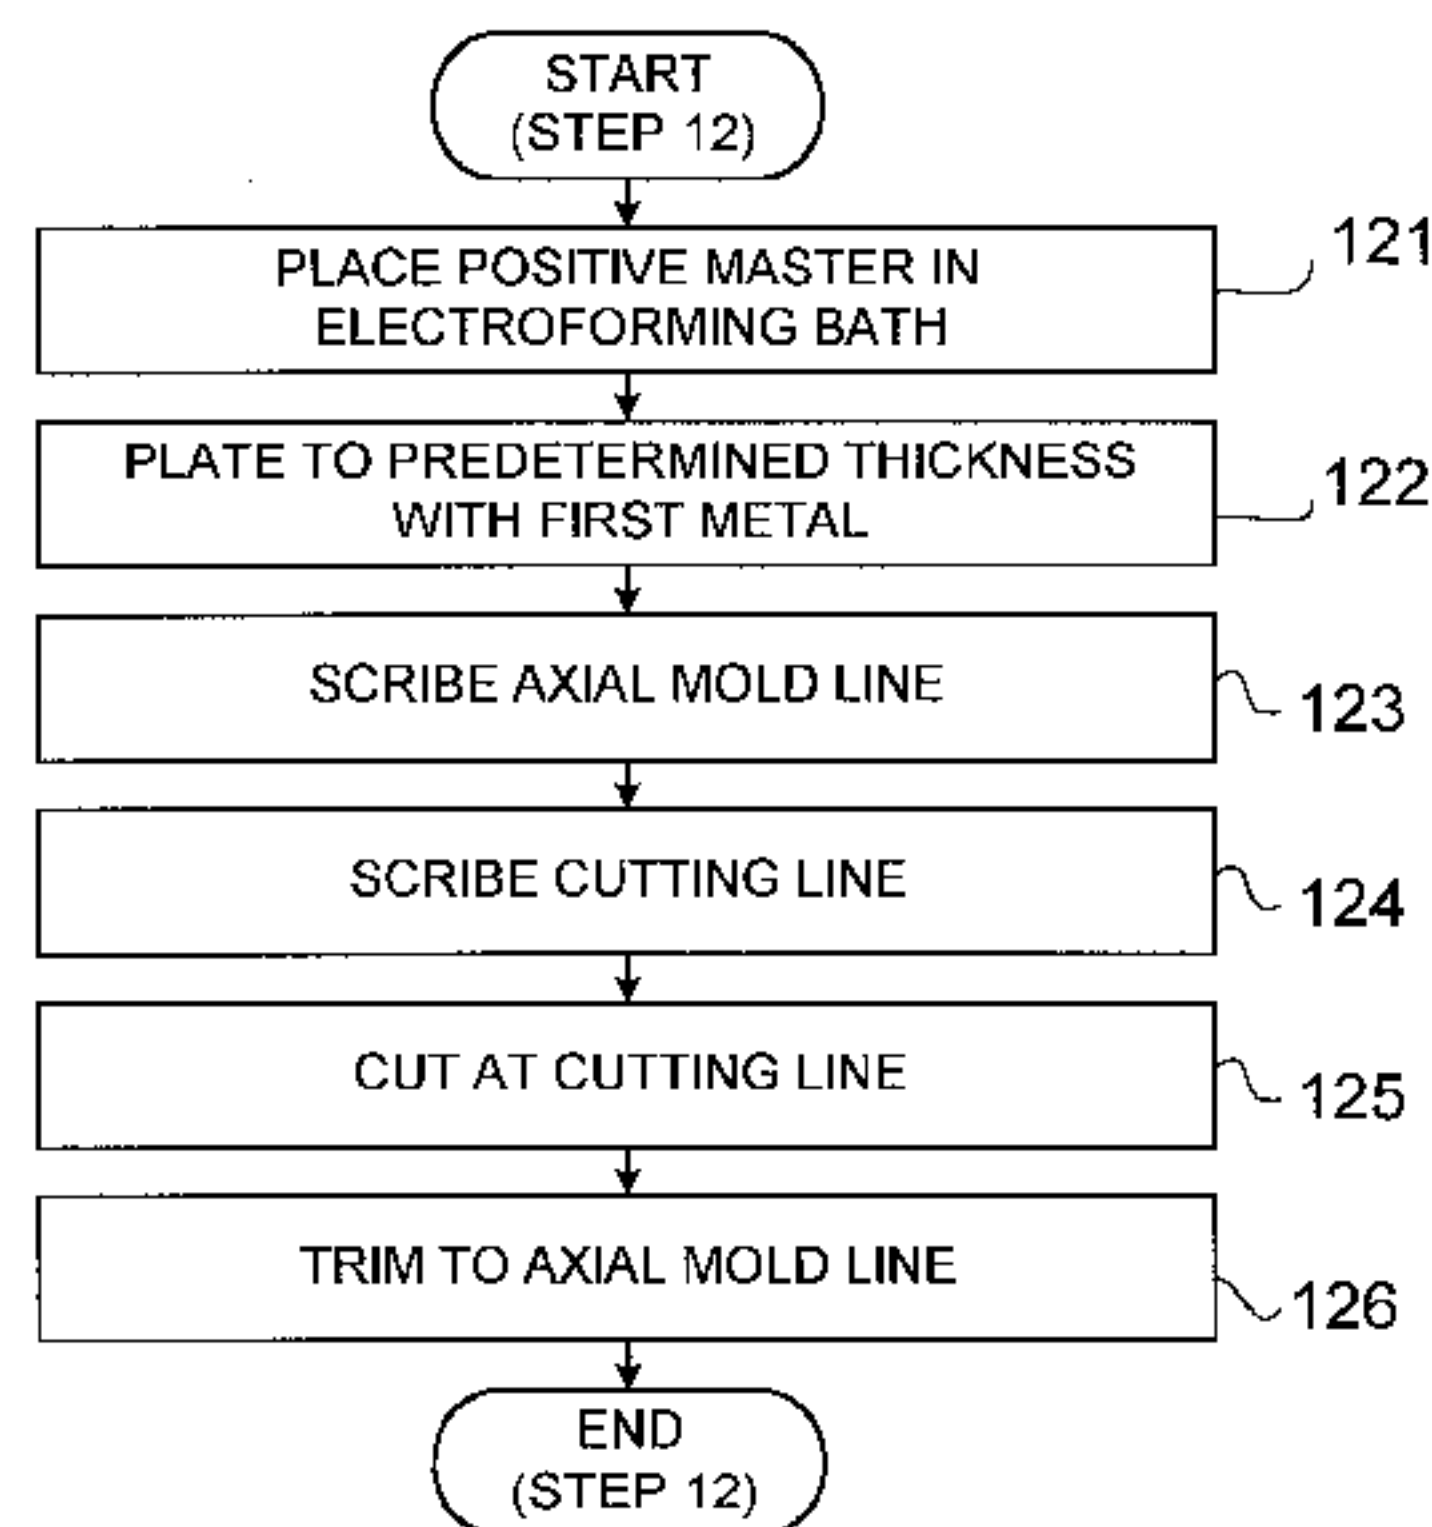 START
(STEP 12)
PLACE POSITIVE MASTER IN
ELECTROFORMING BATH
121
PLATE TO PREDETERMINED THICKNESS
WITH FIRST METAL
122
SCRIBE AXIAL MOLD LINE
123
SCRIBE CUTTING LINE
124
CUT AT CUTTING LINE
125
TRIM TO AXIAL MOLD LINE
126
END
(STEP 12)